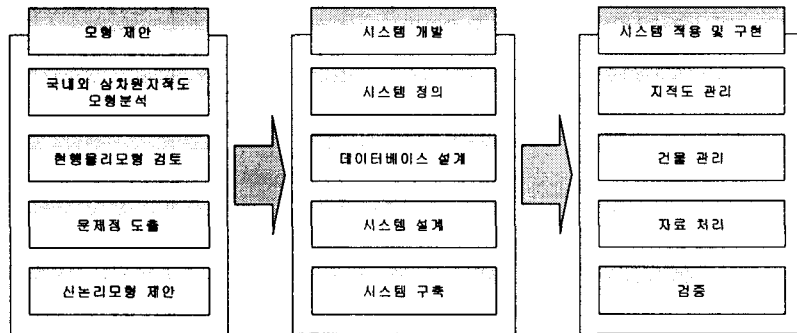 모형 제안
국내외 삼차원지적도
모형분석
현행물리모형 검토
문제점 도출
신논리모형 제안
시스템 개발
시스템 정의
데이터베이스 설계
시스템 설계
시스템 구축
시스템 적용 및 구현
지적도 관리
건물 관리
자료 처리
검증